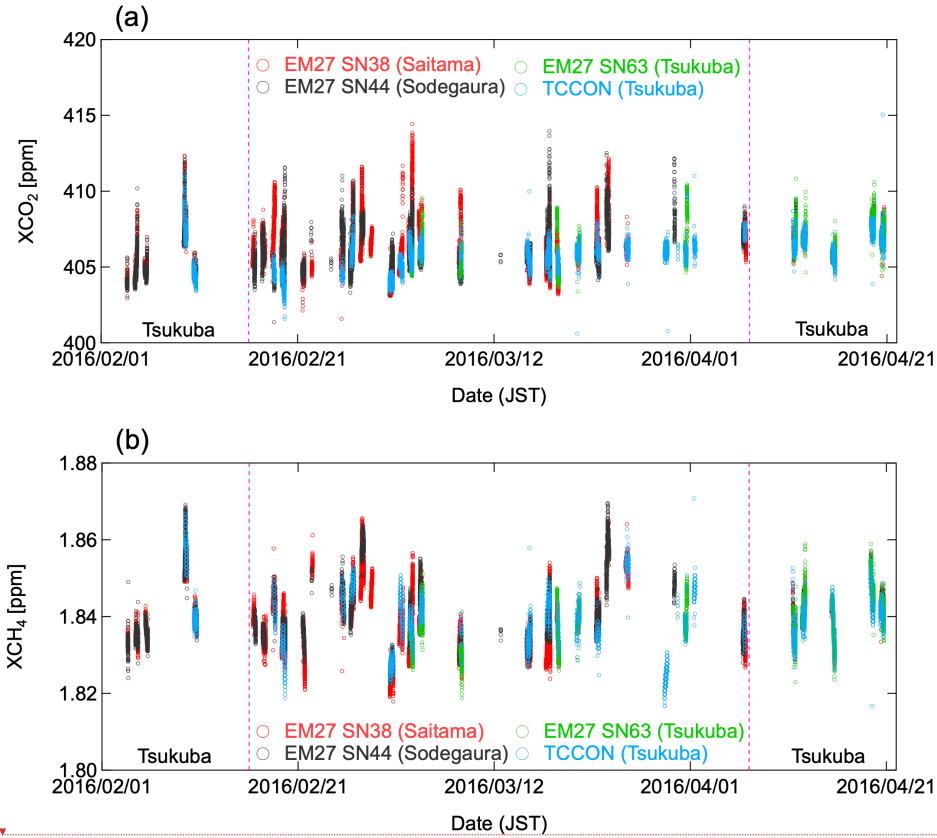 (a)
420
415
410
405
400
XCO₂ [ppm]
EM27 SN38 (Saitama)
EM27 SN44 (Sodegaura)
EM27 SN63 (Tsukuba)
TCCON (Tsukuba)
Tsukuba
Tsukuba
2016/02/01
2016/02/21
2016/03/12
2016/04/01
2016/04/21
Date (JST)
(b)
1.88
1.86
1.84
1.82
1.80
XCH₄ [ppm]
EM27 SN38 (Saitama)
EM27 SN44 (Sodegaura)
EM27 SN63 (Tsukuba)
TCCON (Tsukuba)
Tsukuba
Tsukuba
2016/02/01
2016/02/21
2016/03/12
2016/04/01
2016/04/21
Date (JST)